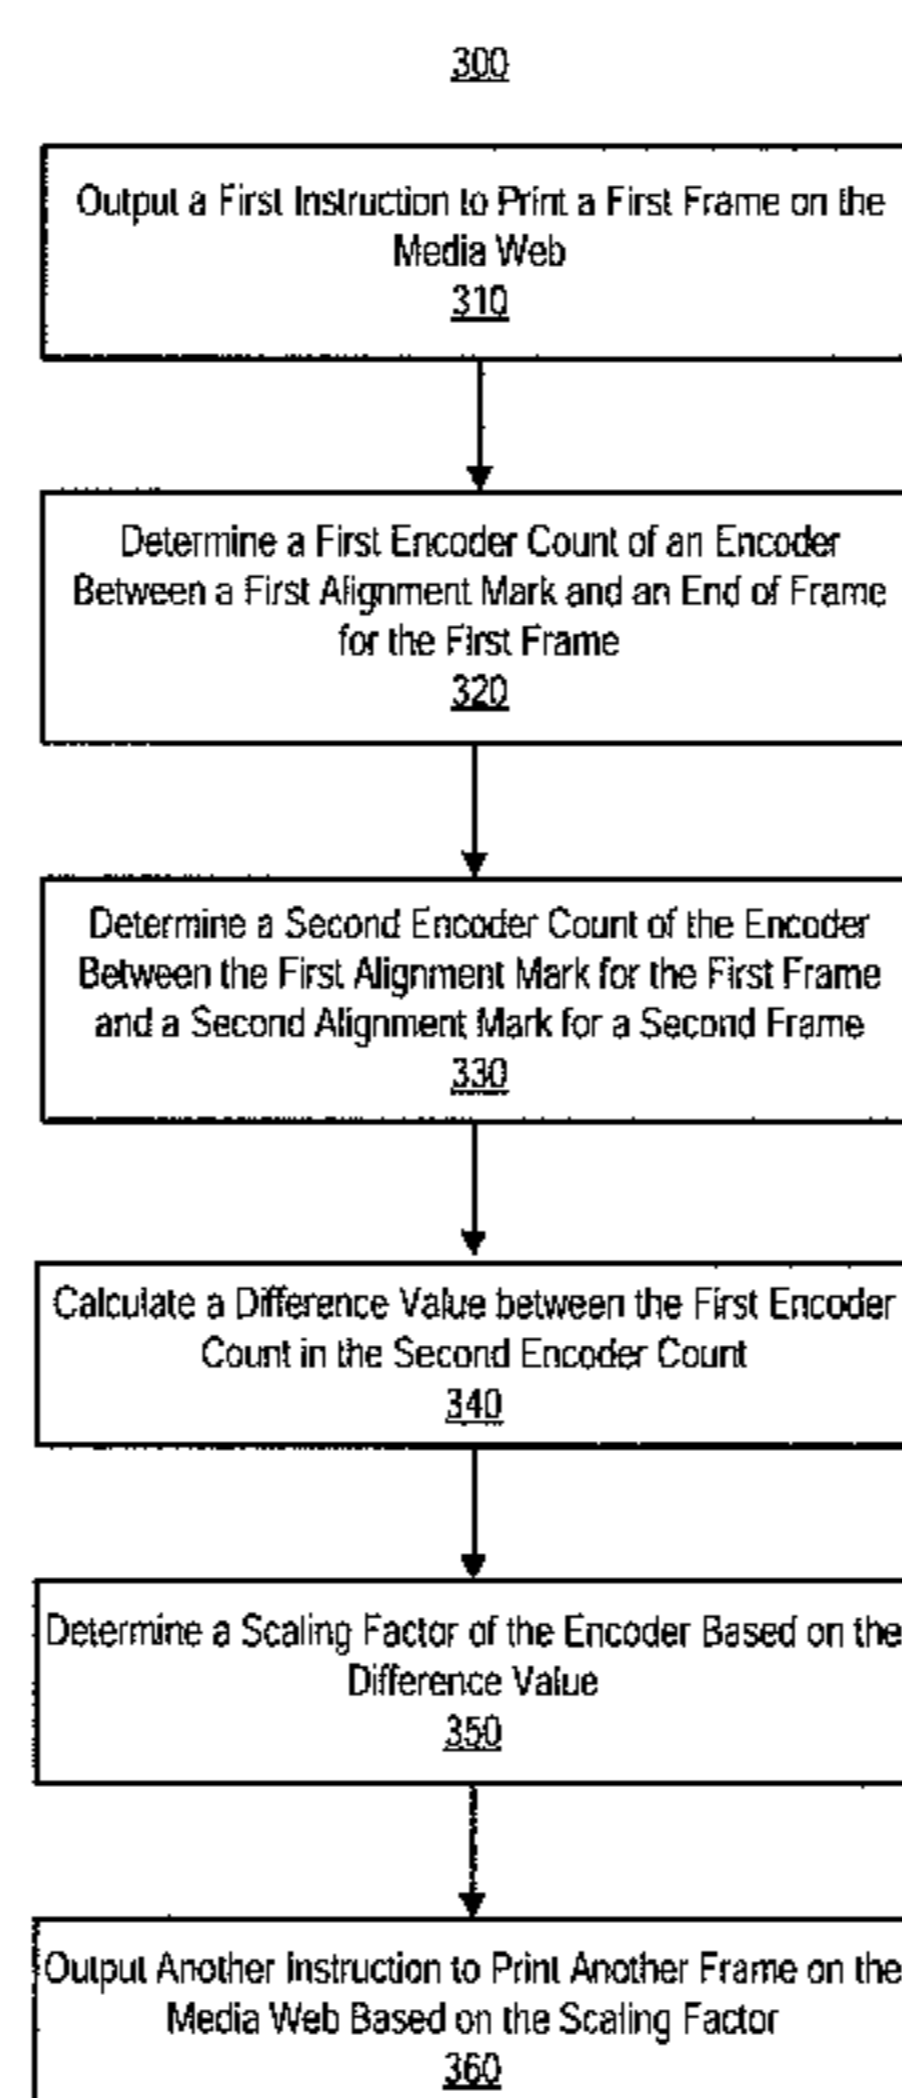 300
Output a First Instruction to Print a First Frame on the
Media Web
310
Determine a First Encoder Count of an Encoder
Between a First Alignment Mark and an End of Frame
for the First Frame
320
Determine a Second Encoder Count of the Encoder
Between the First Alignment Mark for the First Frame
and a Second Alignment Mark for a Second Frame
330
Calculate a Difference Value between the First Encoder
Count in the Second Encoder Count
340
Determine a Scaling Factor of the Encoder Based on the
Difference Value
350
Output Another Instruction to Print Another Frame on the
Media Web Based on the Scaling Factor
360